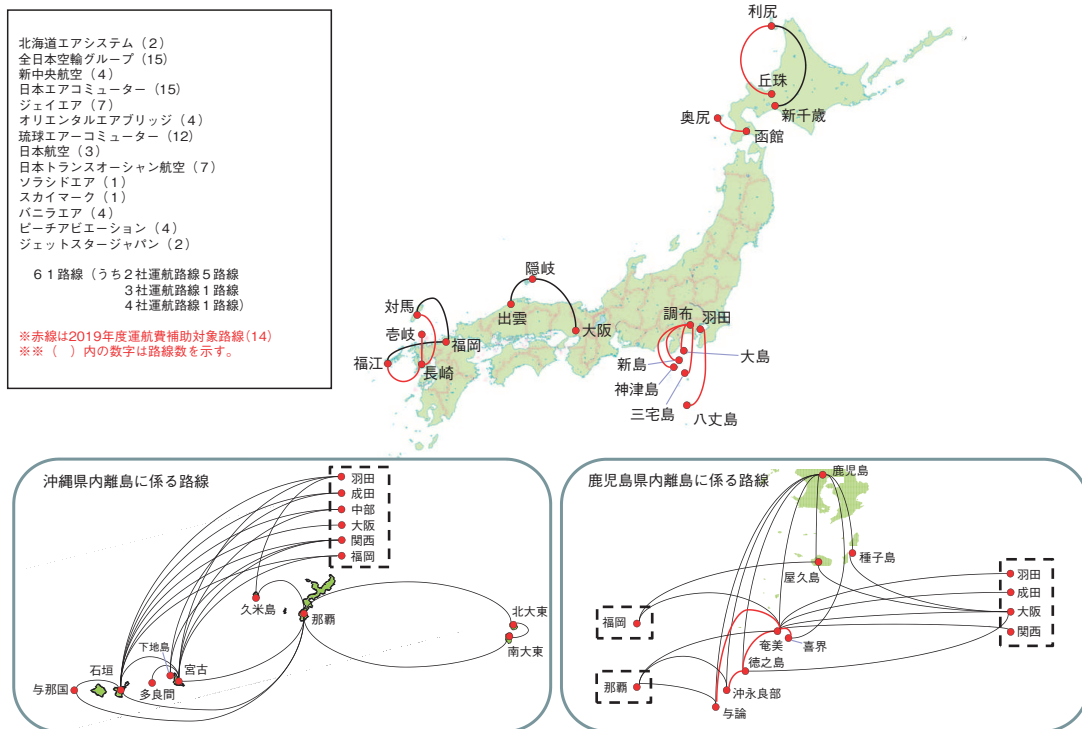 北海道エアシステム（２）
全日本空輸グループ（15）
新中央航空（４）
日本エアコミューター（15）
ジェイエア（７）
オリエンタルエアブリッジ（４）
琉球エアーコミューター（12）
日本航空（３）
日本トランスオーシャン航空（７）
ソラシドエア（１）
スカイマーク（１）
バニラエア（４）
ピーチアビエーション（４）
ジェットスタージャパン（２）
６１路線（うち２社運航路線５路線
３社運航路線１路線
４社運航路線１路線）
※赤線は2019年度運航費補助対象路線（14）
※※（　）内の数字は路線数を示す。
利尻
丘珠
新千歳
奥尻
函館
隠岐
対馬
出雲
壱岐
大阪
福岡
福江
長崎
調布
羽田
大島
新島
神津島
三宅島
八丈島
沖縄県内離島に係る路線
羽田
成田
中部
大阪
関西
福岡
久米島
那覇
北大東
南大東
下地島
石垣
宮古
与那国
多良間
鹿児島県内離島に係る路線
鹿児島
種子島
屋久島
羽田
成田
大阪
関西
福岡
奄美
喜界
徳之島
那覇
沖永良部
与論